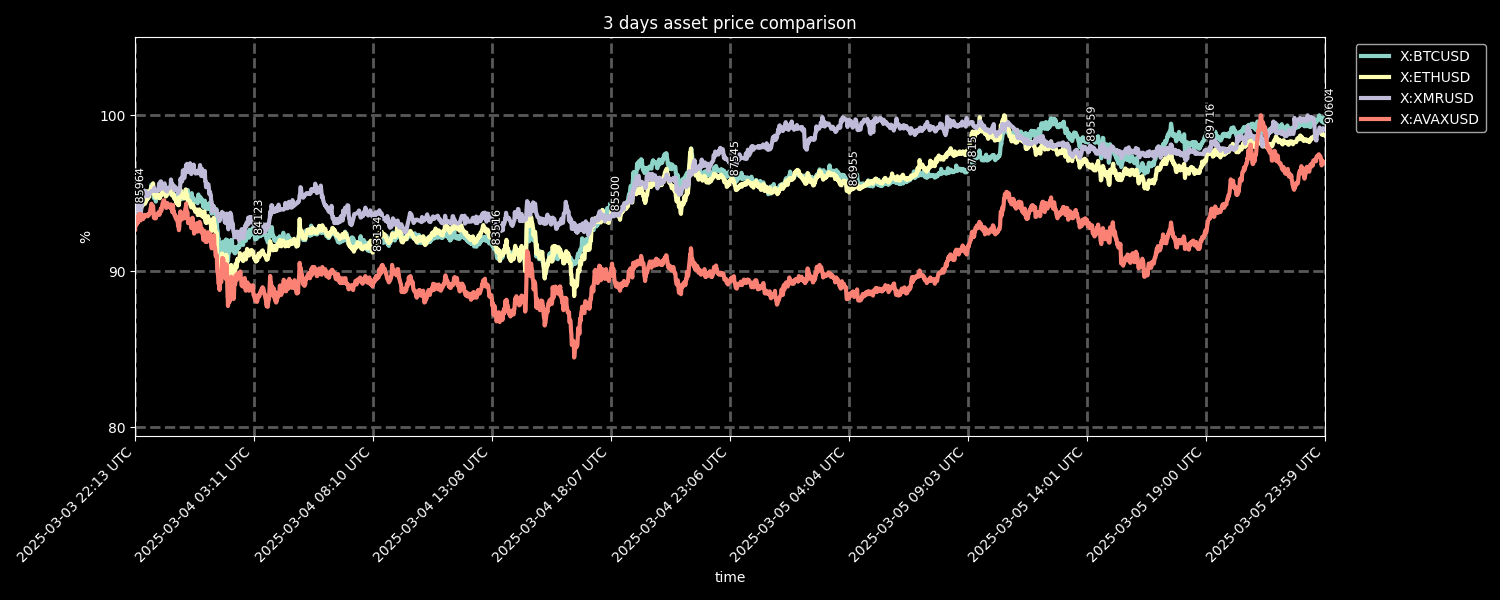 3 days asset price comparison
X:BTCUSD
X:ETHUSD
X:XMRUSD
X:AVAXUSD
100
90
80
%
85964
84123
83134
83516
85500
87545
86955
87815
89559
89716
90604
2025-03-03 22:13 UTC
2025-03-04 03:11 UTC
2025-03-04 08:10 UTC
2025-03-04 13:08 UTC
2025-03-04 18:07 UTC
2025-03-04 23:06 UTC
2025-03-05 04:04 UTC
2025-03-05 09:03 UTC
2025-03-05 14:01 UTC
2025-03-05 19:00 UTC
2025-03-05 23:59 UTC
time